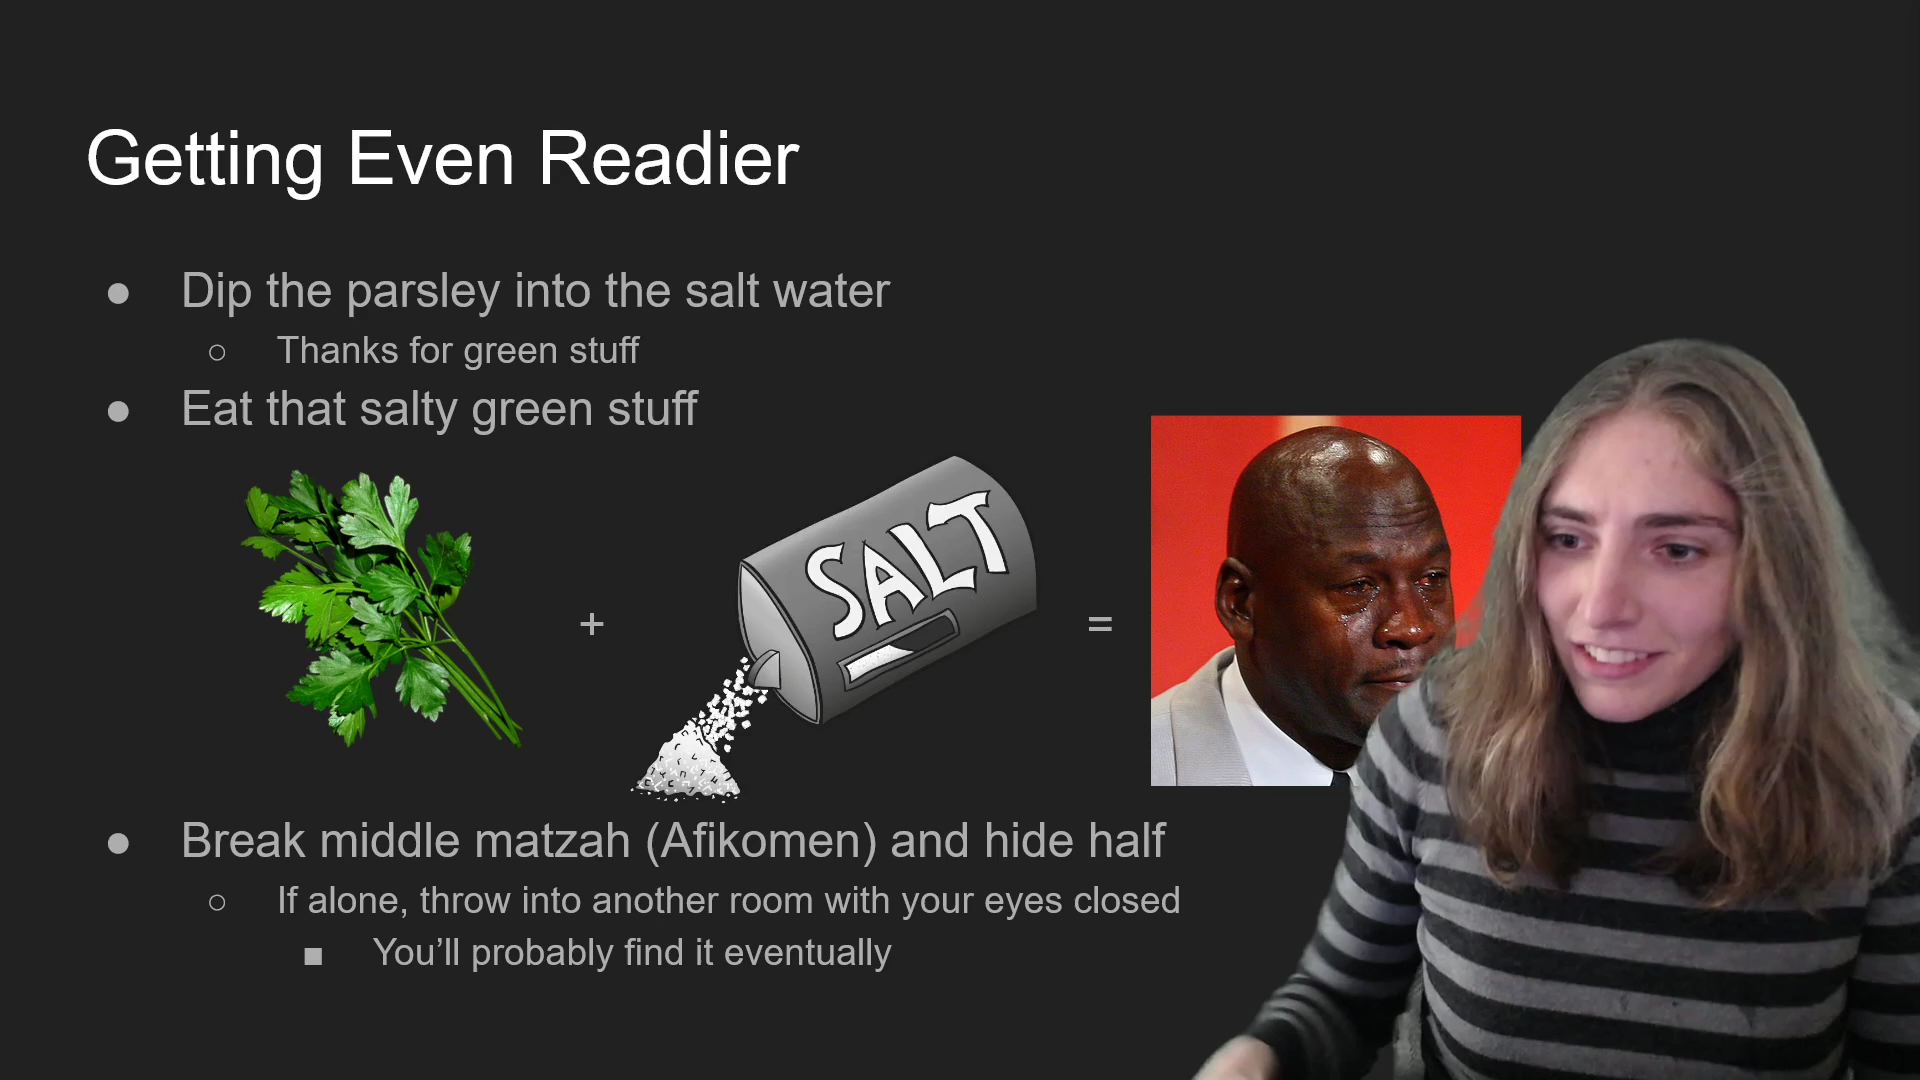 Getting Even Readier
● Dip the parsley into the salt water
○ Thanks for green stuff
● Eat that salty green stuff
SALT
+
=
● Break middle matzah (Afikomen) and hide half
○ If alone, throw into another room with your eyes closed
■ You’ll probably find it eventually